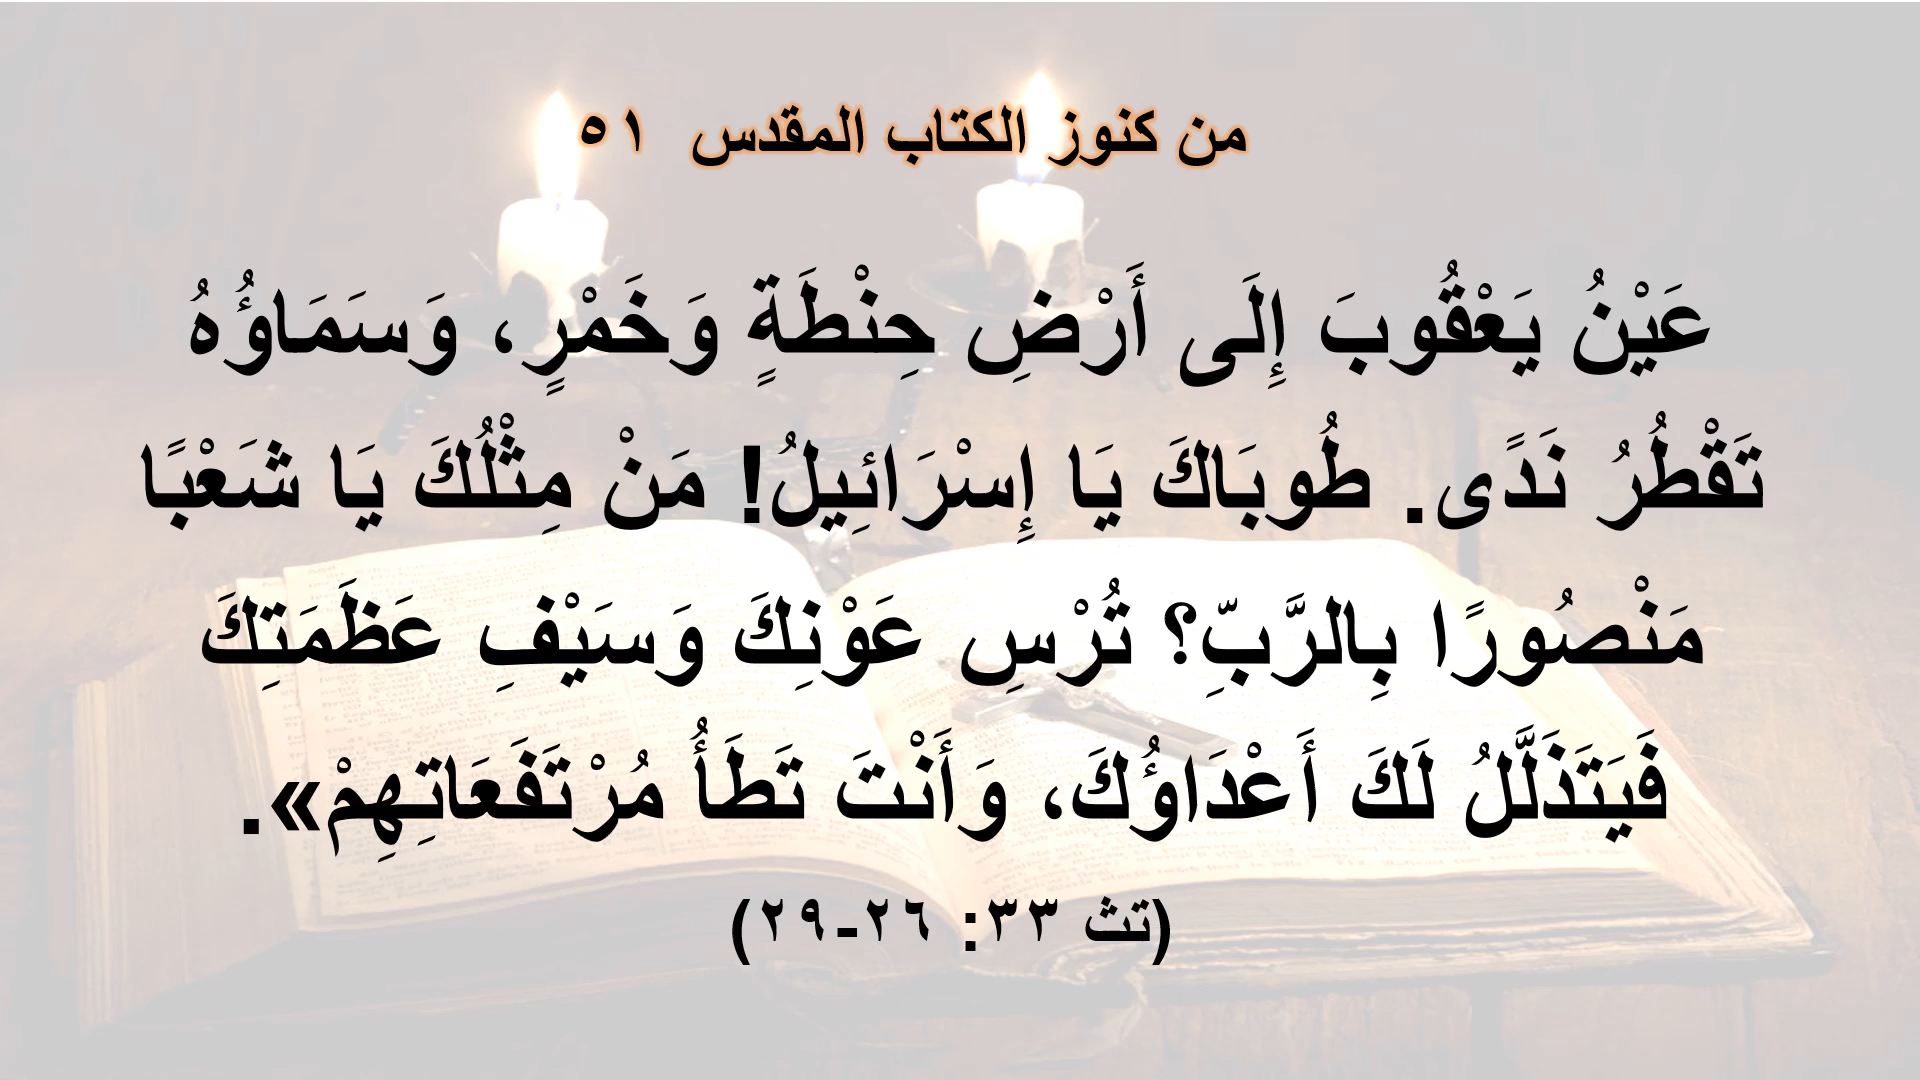 من كنوز الكتاب المقدس ٥١
عَيْنُ يَعْقُوبَ إِلَى أَرْضِ حِنْطَةٍ وَخَمْرٍ، وَسَمَاؤُهُ
تَقْطُرُ نَدًى. طُوبَاكَ يَا إِسْرَائِيلُ! مَنْ مِثْلُكَ يَا شَعْبًا
مَنْصُورًا بِالرَّبِّ؟ تُرْسِ عَوْنِكَ وَسَيْفِ عَظَمَتِكَ
فَيَتَذَلَّلُ لَكَ أَعْدَاؤُكَ، وَأَنْتَ تَطَأُ مُرْتَفَعَاتِهِمْ».
(تث ٣٣: ٢٦-٢٩)